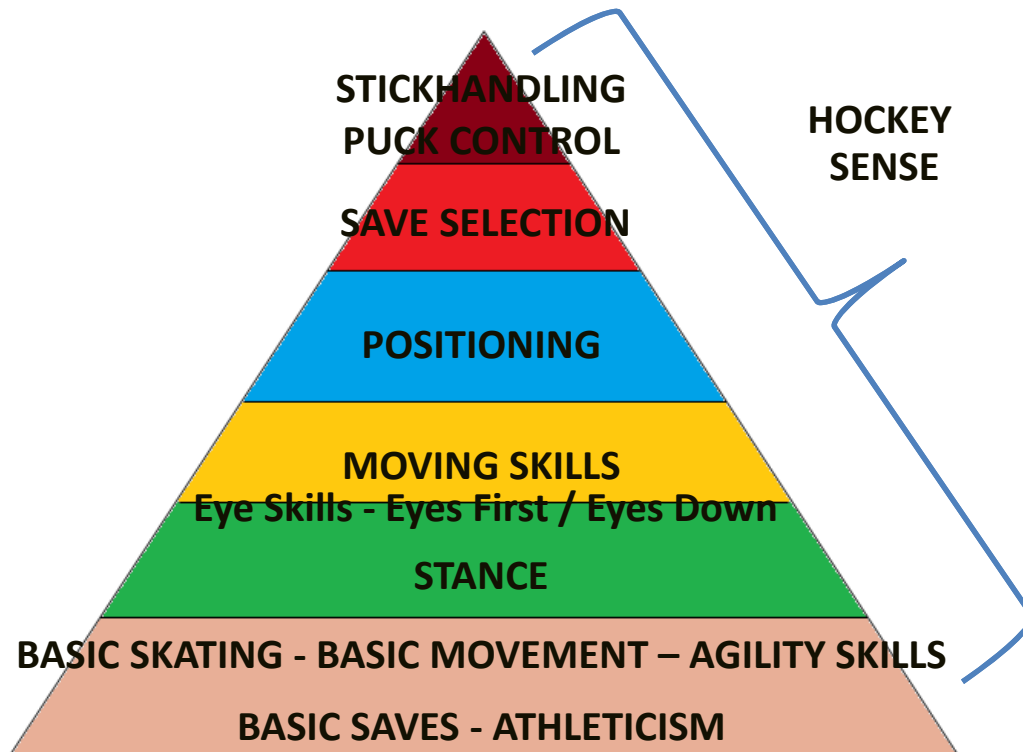 STICKHANDLING
PUCK CONTROL
HOCKEY
SENSE
SAVE SELECTION
POSITIONING
MOVING SKILLS
Eye Skills - Eyes First / Eyes Down
STANCE
BASIC SKATING - BASIC MOVEMENT – AGILITY SKILLS
BASIC SAVES - ATHLETICISM